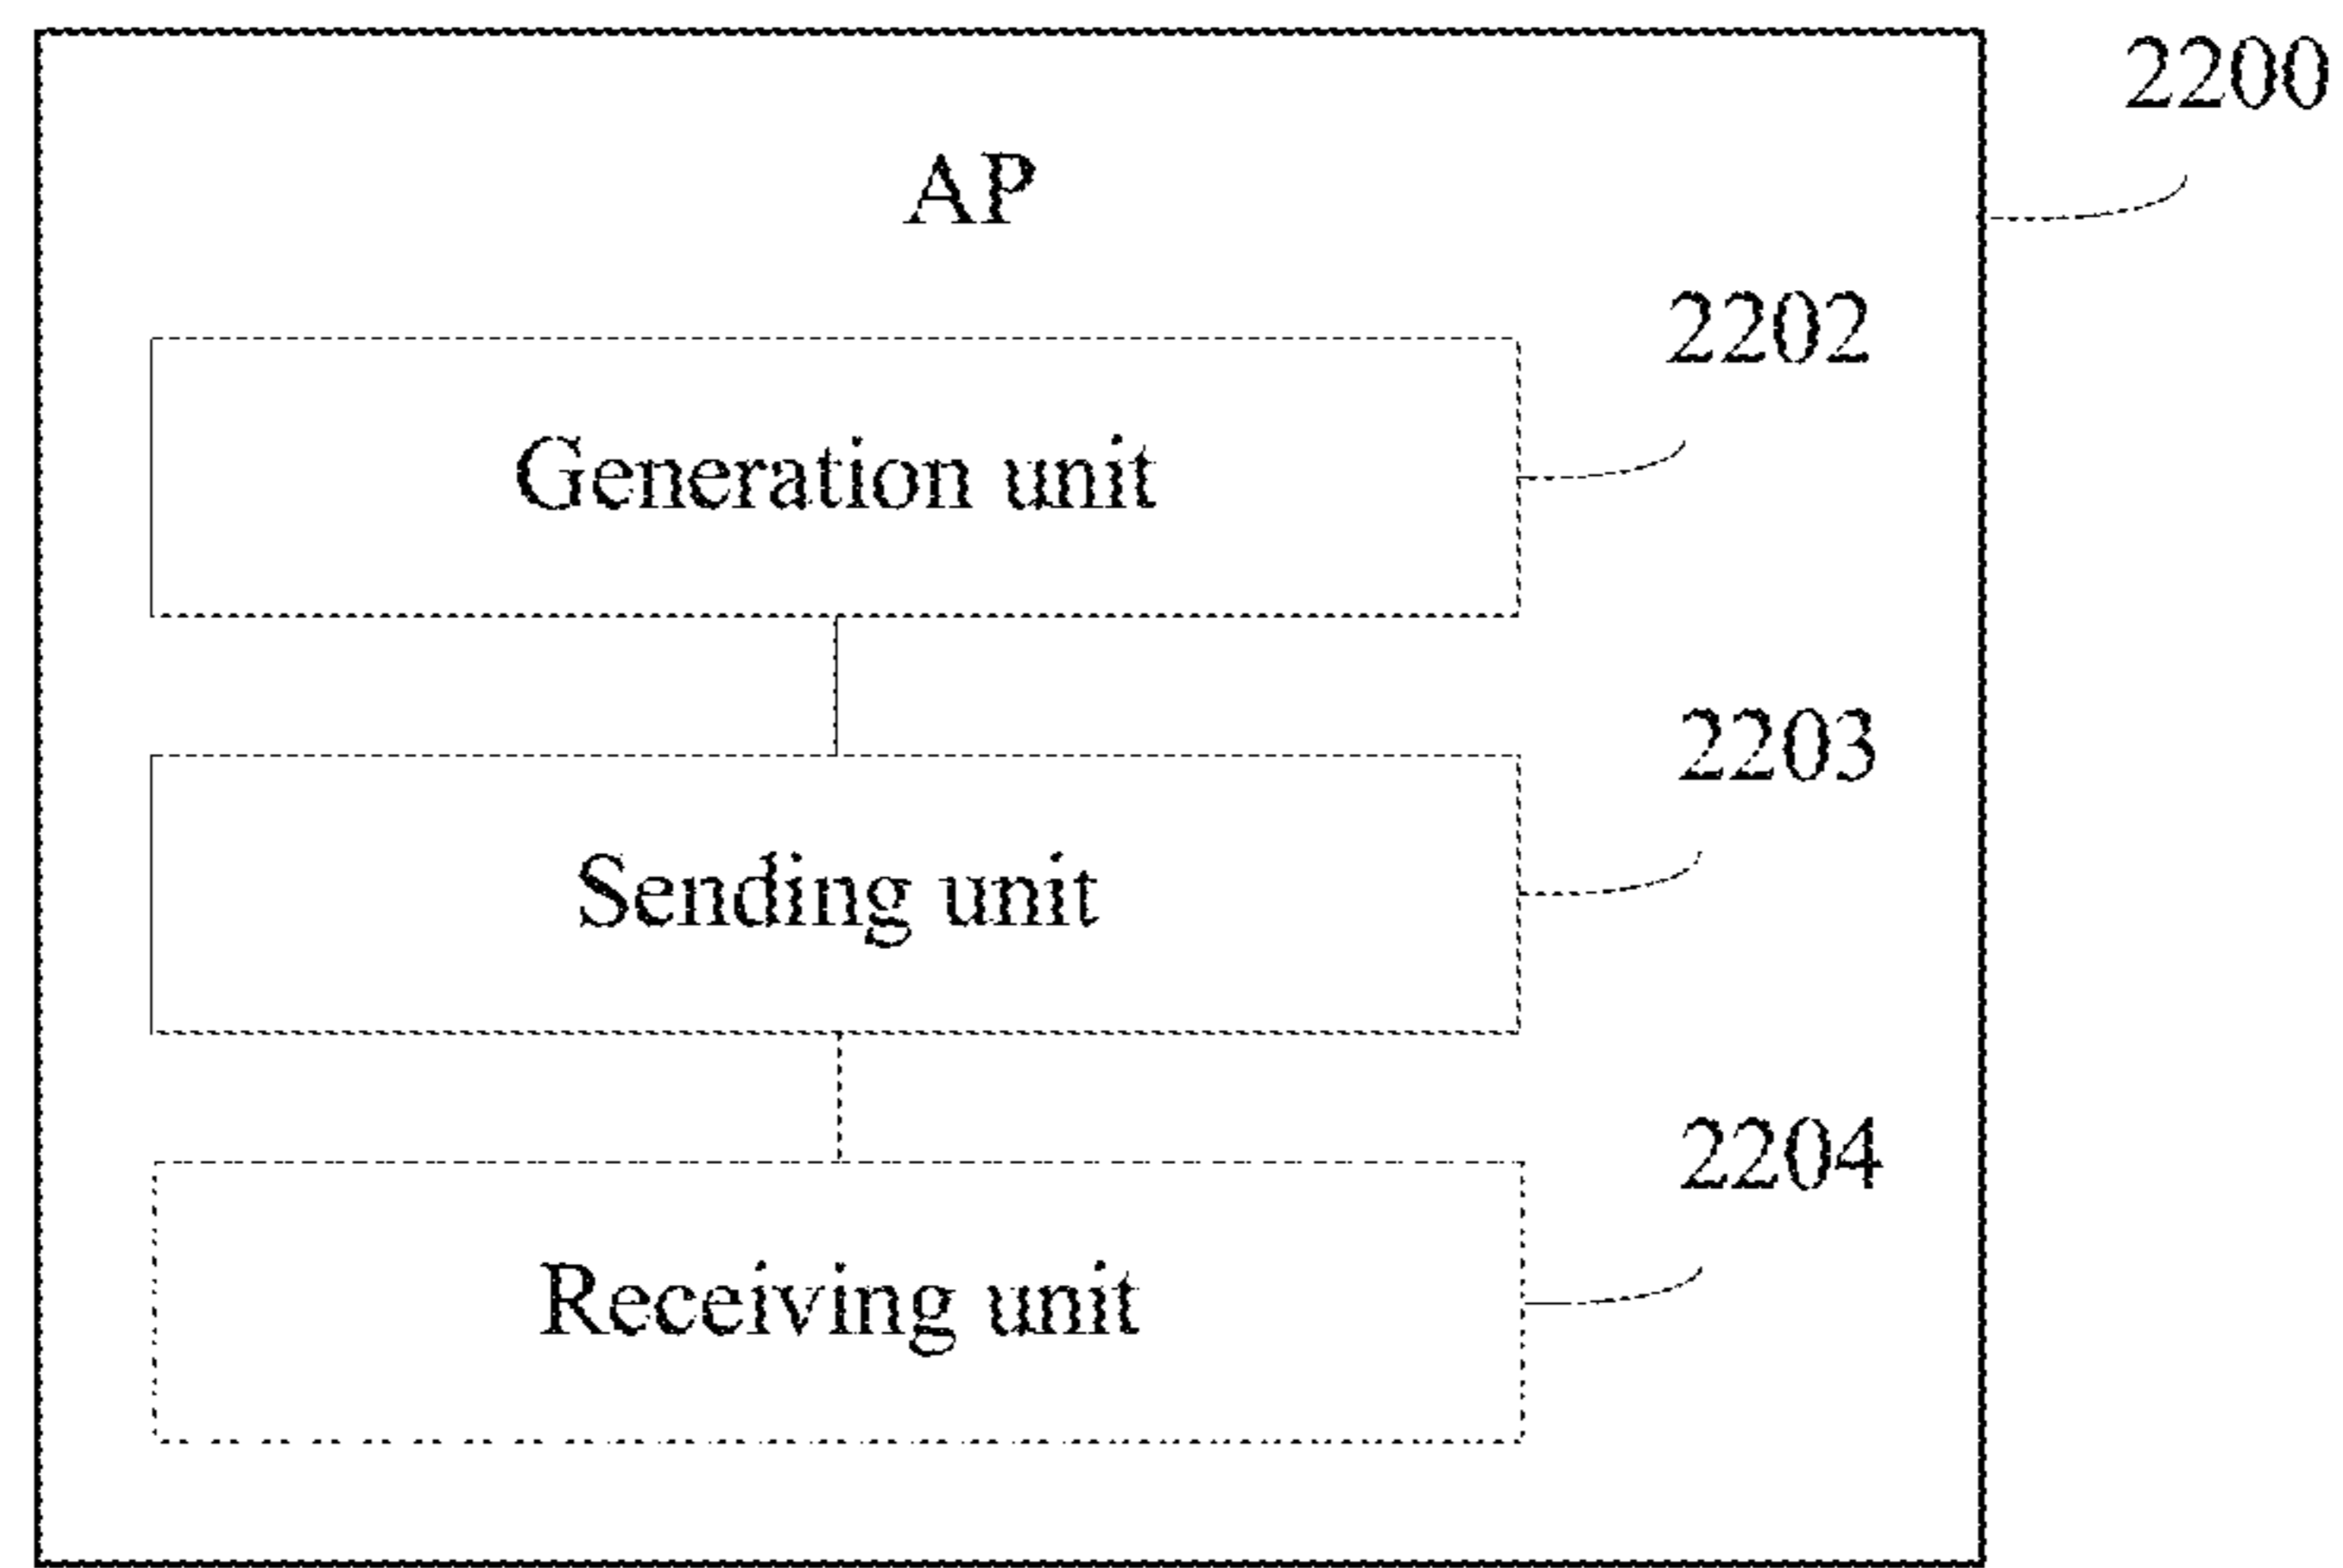 2200
AP
2202
Generation unit
2203
Sending unit
2204
Receiving unit